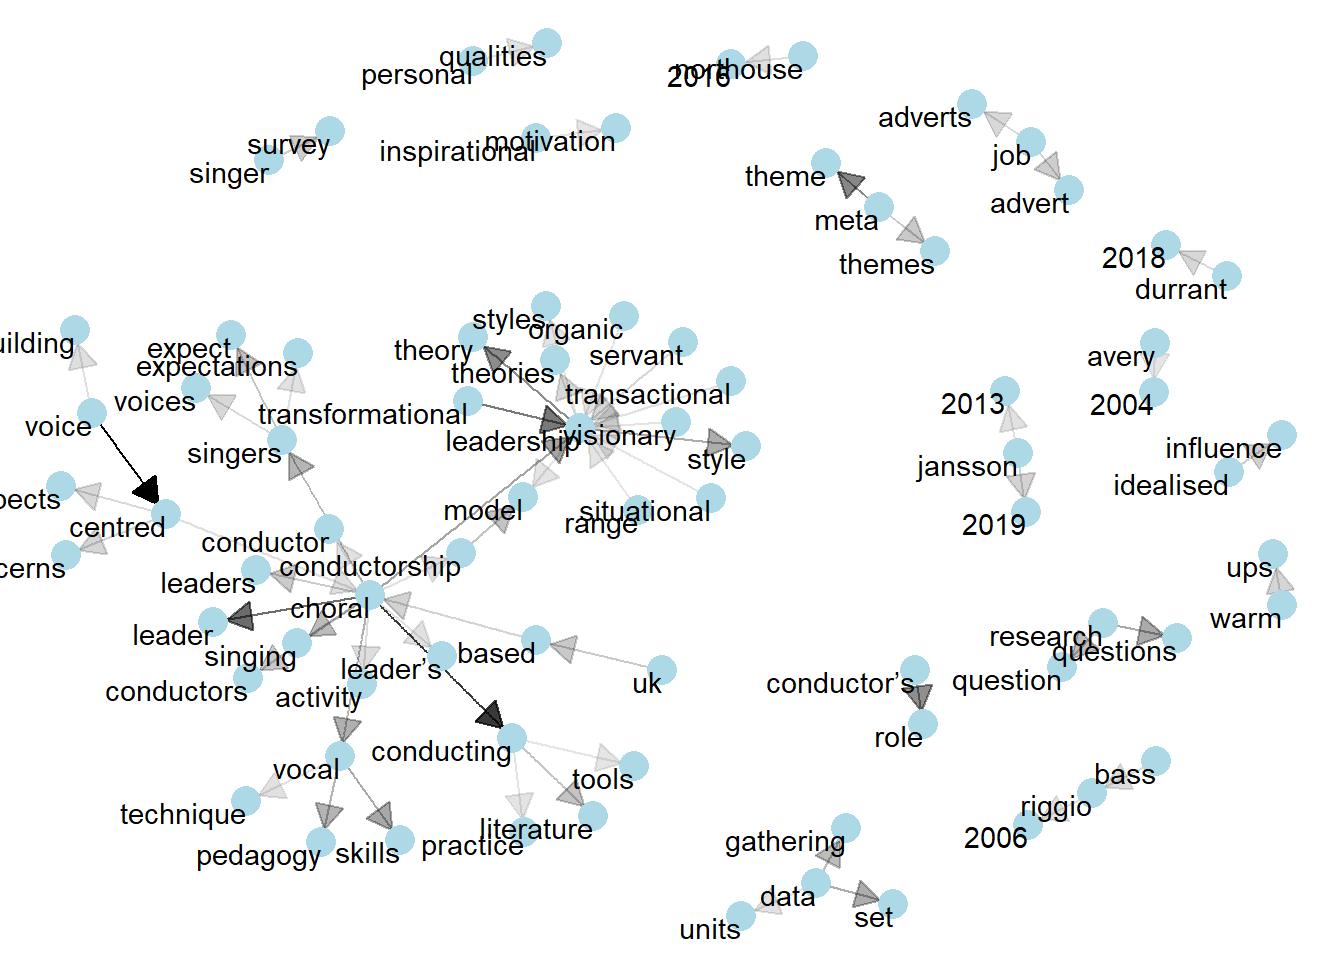 qualities
personal
northouse
2016
adverts
survey
motivation
inspirational
job
singer
theme
advert
meta
themes
2018
durrant
styles
organic
uilding
expect
theory
servant
avery
expectations
theories
voices
transformational
transactional
2013
2004
voice
leadership
visionary
influence
singers
style
jansson
idealised
pects
model
situational
centred
range
2019
conductor
cerns
leaders
conductorship
ups
choral
warm
leader
research
singing
leader's
based
questions
conductors
activity
uk
conductor's
question
role
conducting
vocal
tools
bass
technique
riggio
literature
2006
pedagogy
skills
practice
gathering
data
set
units